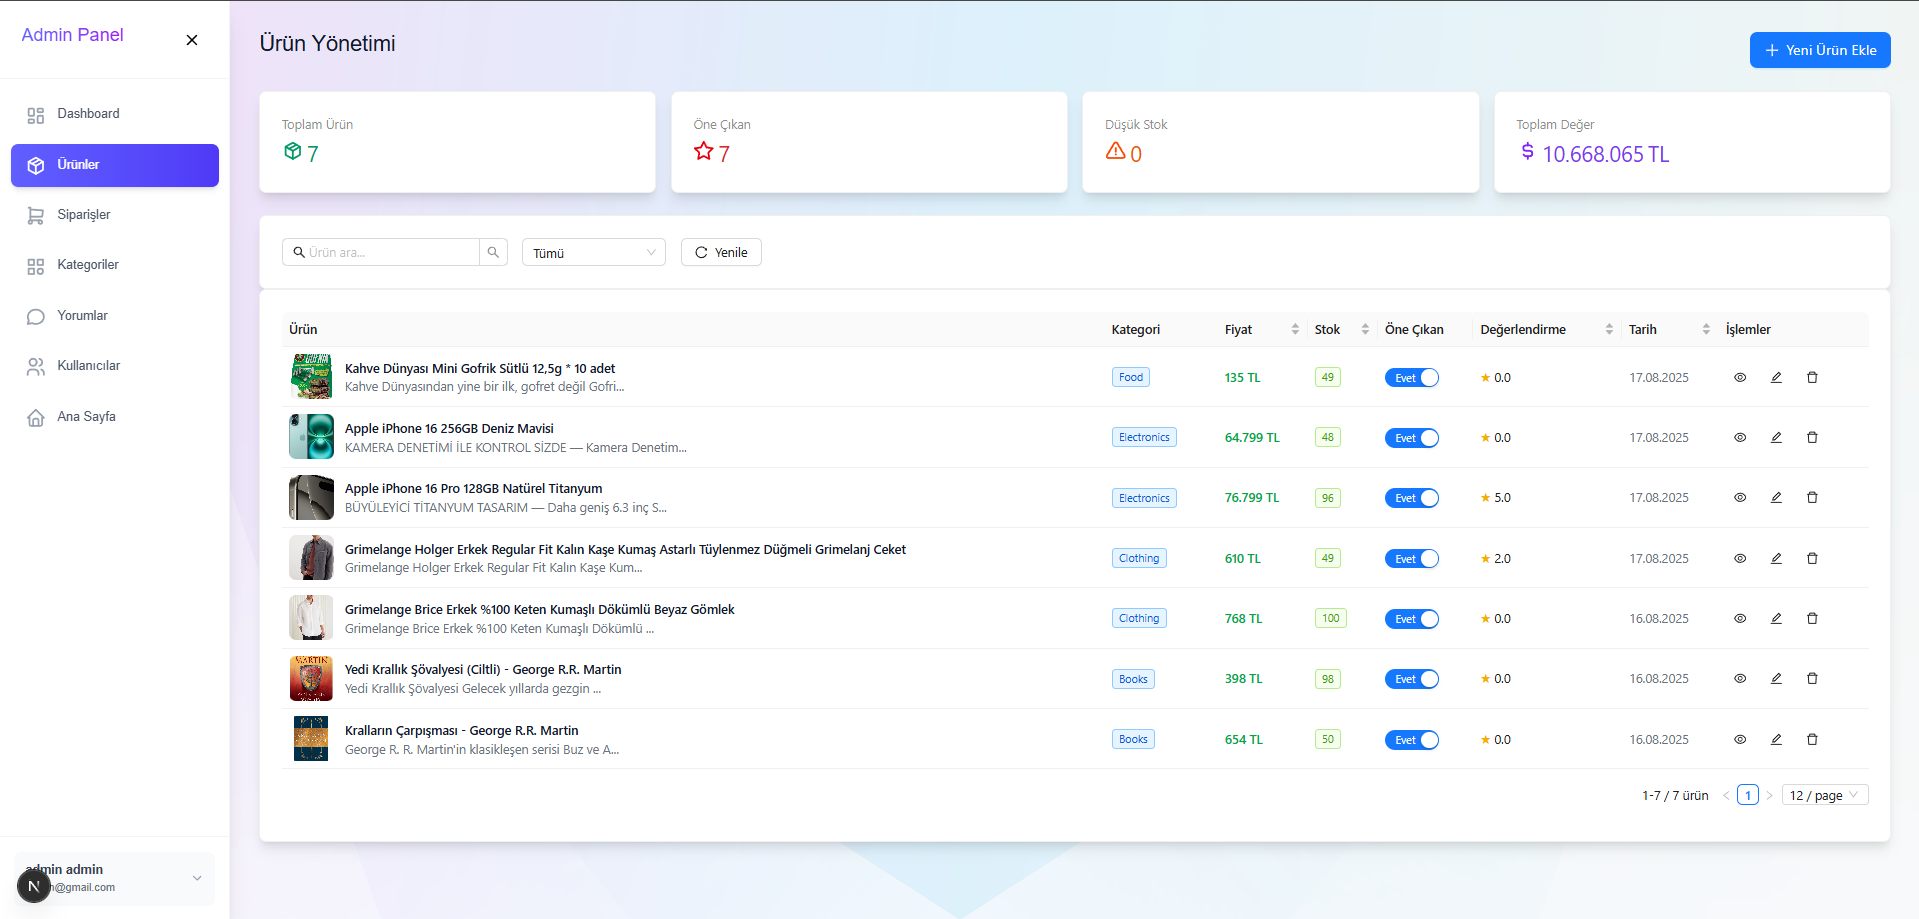 Admin Panel
Dashboard
Ürünler
Siparişler
Kategoriler
Yorumlar
Kullanıcılar
Ana Sayfa
admin admin
@gmail.com
N
Ürün Yönetimi
Yeni Ürün Ekle
Toplam Ürün
7
Öne Çıkan
7
Düşük Stok
0
Toplam Değer
$ 10.668.065 TL
Ürün ara...
Tümü
Yenile
Ürün Kategori Fiyat Stok Öne Çıkan Değerlendirme Tarih İşlemler
Kahve Dünyası Mini Gofrik Sütlü 12,5g * 10 adet
Kahve Dünyasından yine bir ilk, gofret değil Gofri...
Food 135 TL 49 Evet 0.0 17.08.2025
Apple iPhone 16 256GB Deniz Mavisi
KAMERA DENETİMİ İLE KONTROL SİZDE — Kamera Denetim...
Electronics 64.799 TL 48 Evet 0.0 17.08.2025
Apple iPhone 16 Pro 128GB Natürel Titanyum
BÜYÜLEYİCİ TİTANYUM TASARIM — Daha geniş 6.3 inç S...
Electronics 76.799 TL 96 Evet 5.0 17.08.2025
Grimelange Holger Erkek Regular Fit Kalın Kaşe Kumaş Astarlı Tüylenmez Düğmeli Grimelanj Ceket
Grimelange Holger Erkek Regular Fit Kalın Kaşe Kum...
Clothing 610 TL 49 Evet 2.0 17.08.2025
Grimelange Brice Erkek %100 Keten Kumaşlı Dökümlü Beyaz Gömlek
Grimelange Brice Erkek %100 Keten Kumaşlı Dökümlü ...
Clothing 768 TL 100 Evet 0.0 16.08.2025
MARTIN
Yedi Krallık Şövalyesi (Ciltli) - George R.R. Martin
Yedi Krallık Şövalyesi Gelecek yıllarda gezgin ...
Books 398 TL 98 Evet 0.0 16.08.2025
Kralların Çarpışması - George R.R. Martin
George R. R. Martin'in klasikleşen serisi Buz ve A...
Books 654 TL 50 Evet 0.0 16.08.2025
1-7 / 7 ürün < 1 > 12 / page